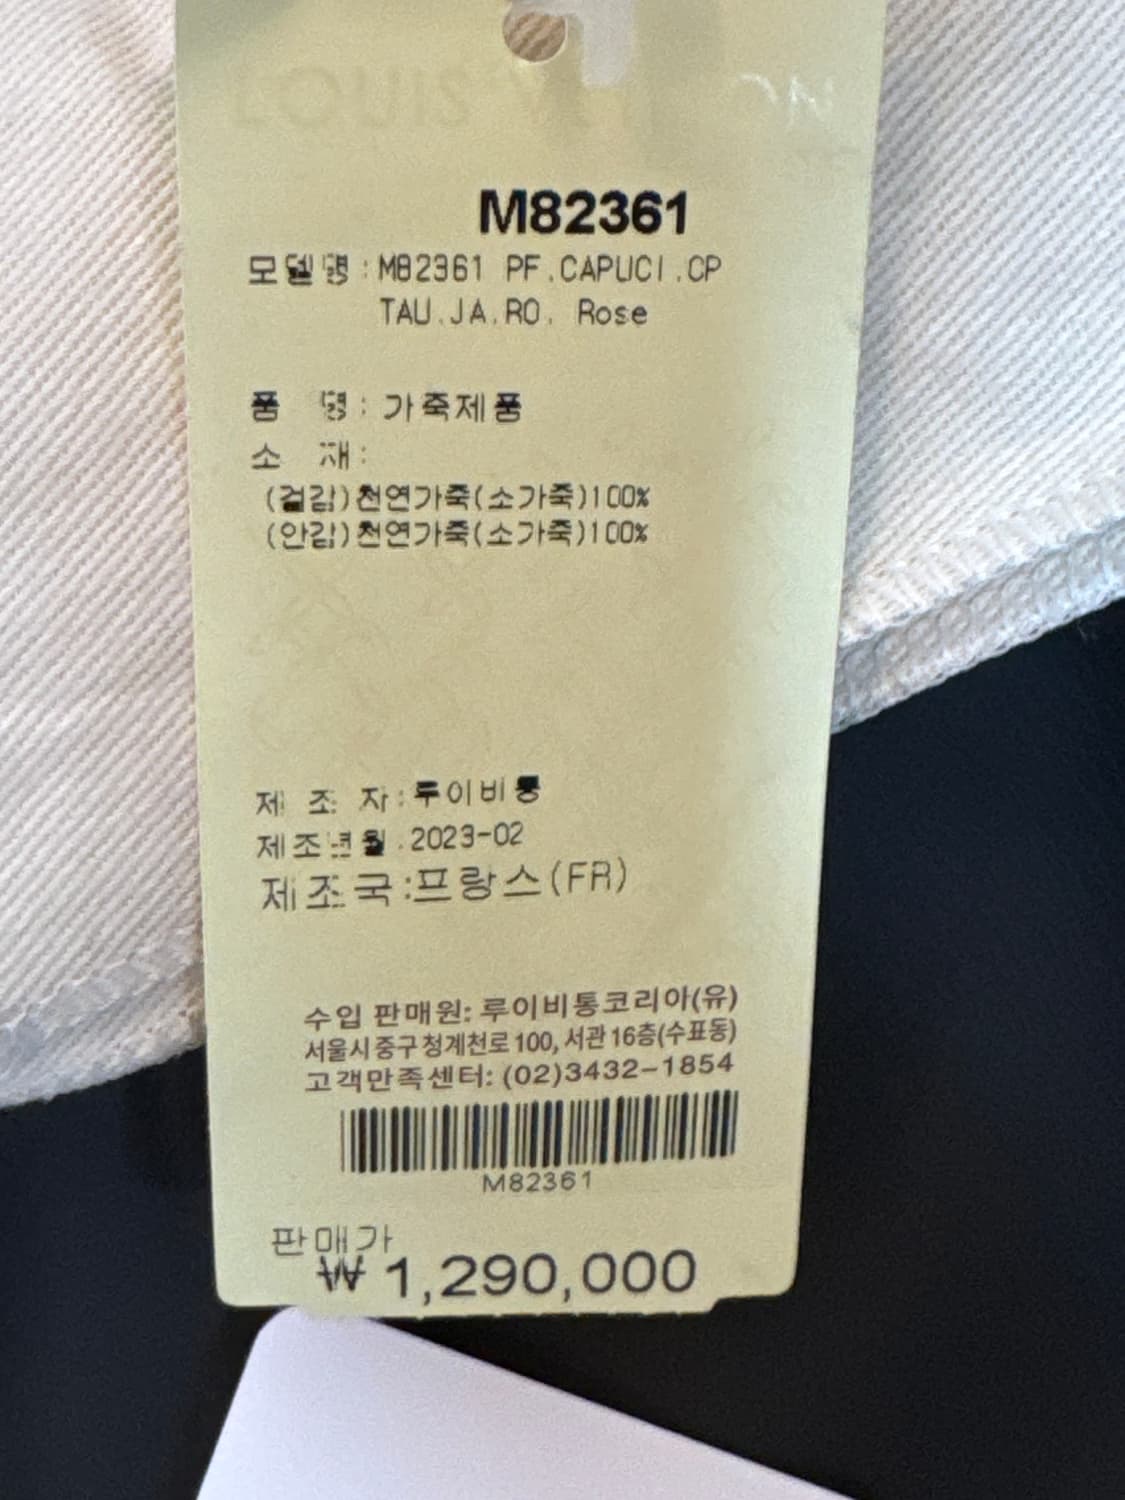 M82361
모델명:M82361 PF.CAPUCI.CP
TAU.JA.RO. Rose
품 명: 가죽제품
소 재:
(겉감)천연가죽(소가죽)100%
(안감)천연가죽(소가죽)100%
제 조 자:루이비통
제조년월.2023-02
제조국:프랑스(FR)
수입 판매원: 루이비통코리아(유)
서울시 중구 청계천로 100, 서관 16층(수표동)
고객만족센터: (02)3432-1854
M82361
판매가
₩ 1,290,000